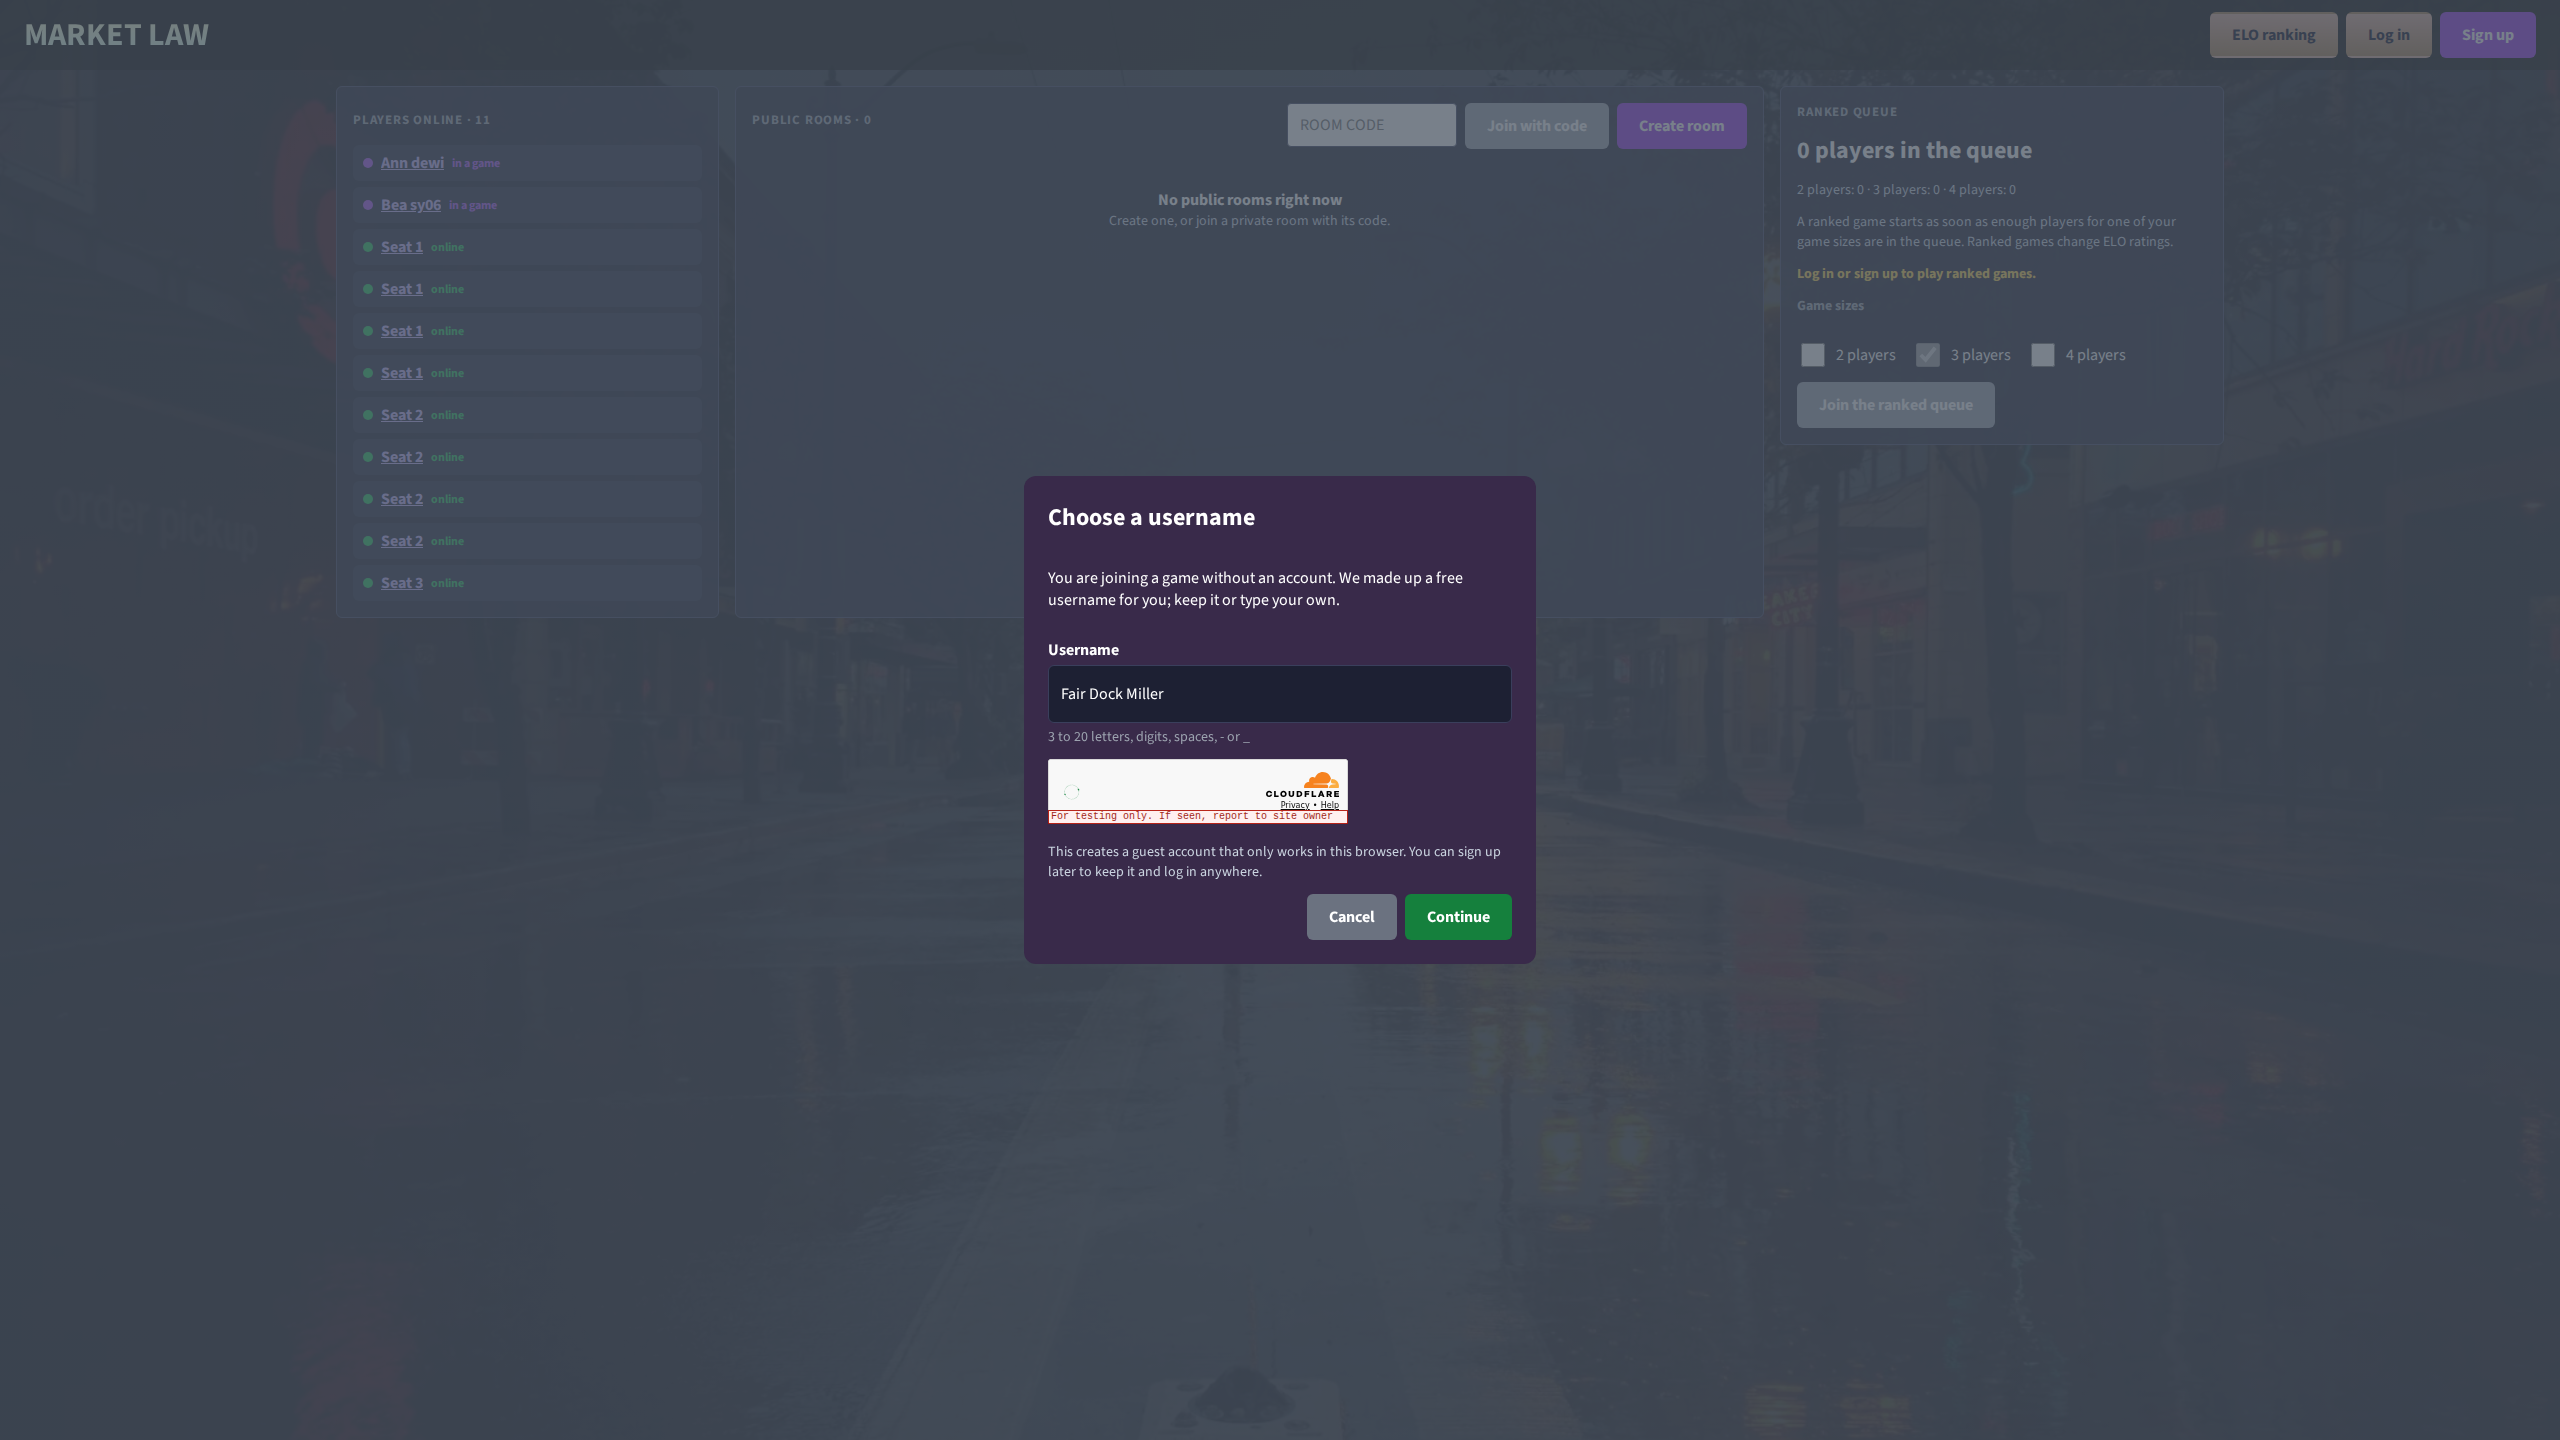 MARKET LAW
ELO ranking
Log in
Sign up
PLAYERS ONLINE · 11
Ann dewi in a game
Bea sy06 in a game
Seat 1 online
Seat 1 online
Seat 1 online
Seat 1 online
Seat 2 online
Seat 2 online
Seat 2 online
Seat 2 online
Seat 3 online
PUBLIC ROOMS · 0
ROOM CODE
Join with code
Create room
No public rooms right now
Create one, or join a private room with its code.
RANKED QUEUE
0 players in the queue
2 players: 0 · 3 players: 0 · 4 players: 0
A ranked game starts as soon as enough players for one of your
game sizes are in the queue. Ranked games change ELO ratings.
Log in or sign up to play ranked games.
Game sizes
2 players
3 players
4 players
Join the ranked queue
order pickup
Choose a username
You are joining a game without an account. We made up a free
username for you; keep it or type your own.
Username
Fair Dock Miller
3 to 20 letters, digits, spaces, - or _
CLOUDFLARE
Privacy • Help
For testing only. If seen, report to site owner
This creates a guest account that only works in this browser. You can sign up
later to keep it and log in anywhere.
Cancel
Continue